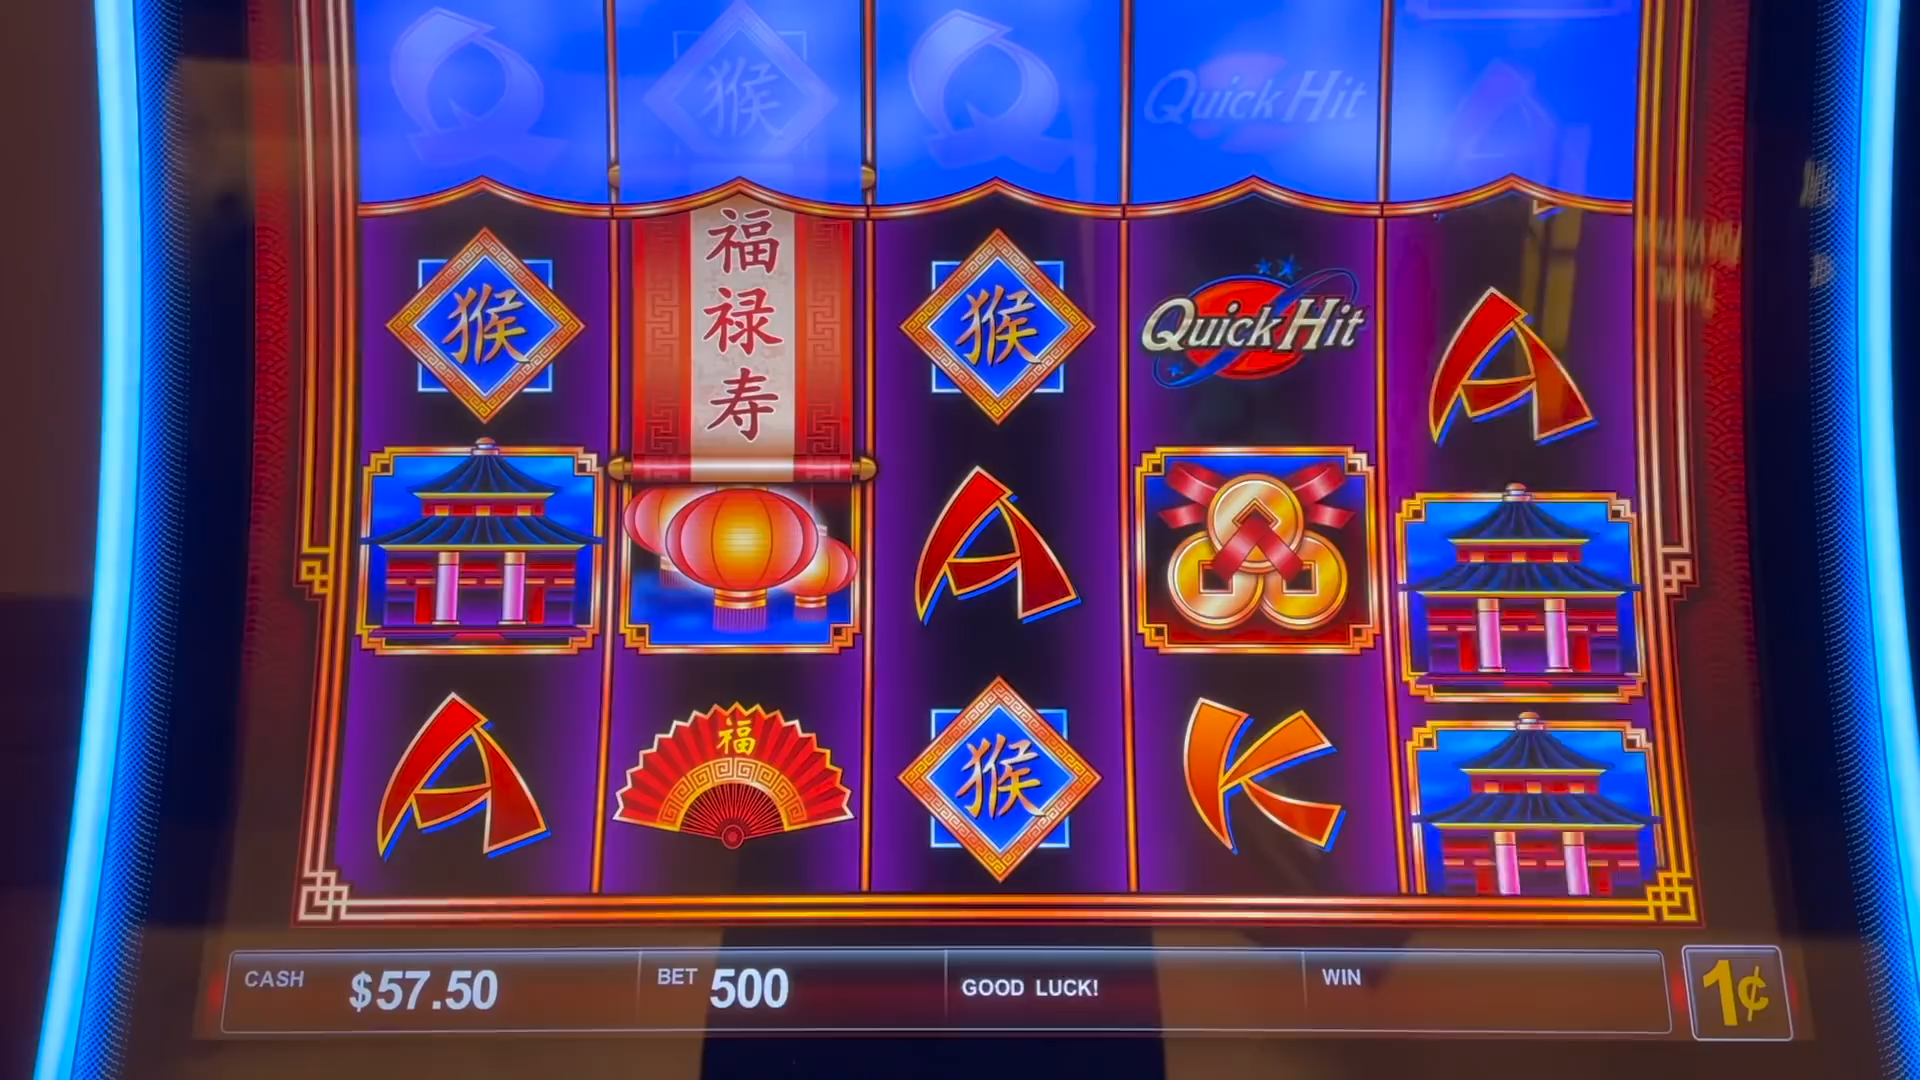 Q 猴 Q Quick Hit A
猴
福
禄
寿
猴
Quick Hit
A
A
A
福
猴
K
CASH $57.50
BET 500
GOOD LUCK!
WIN
1¢